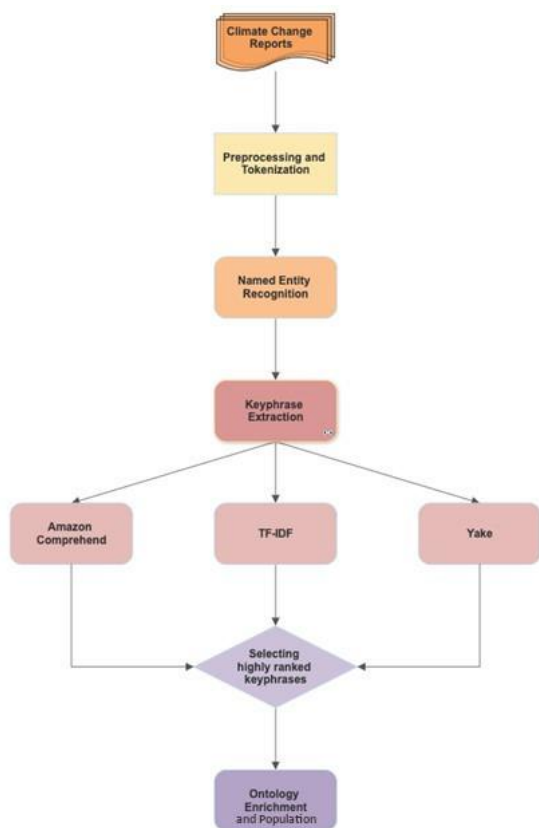 Climate Change
Reports
Preprocessing and
Tokenization
Named Entity
Recognition
Keyphrase
Extraction
Amazon
Comprehend
TF-IDF
Yake
Selecting
highly ranked
keyphrases
Ontology
Enrichment
and Population